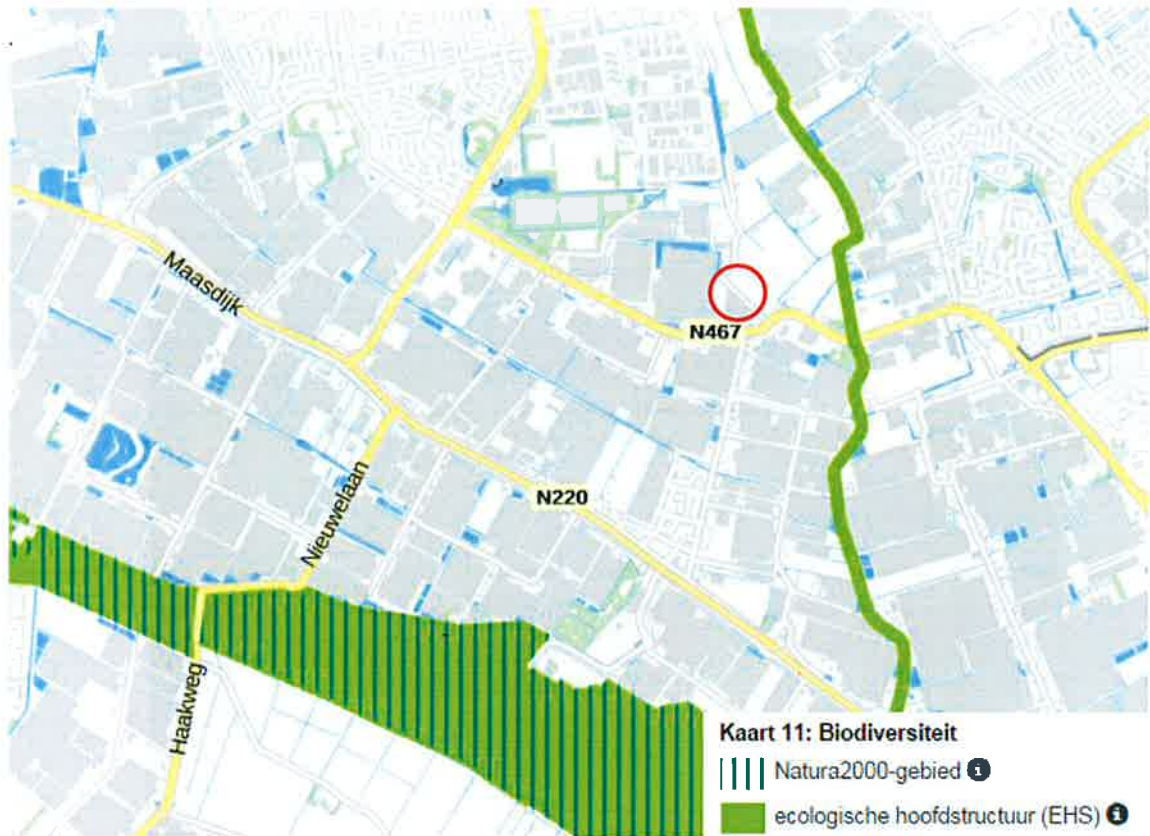 Maasdijk
N467
Nieuwelaan
N220
Haakweg
Kaart 11: Biodiversiteit
Natura2000-gebied i
ecologische hoofdstructuur (EHS) i